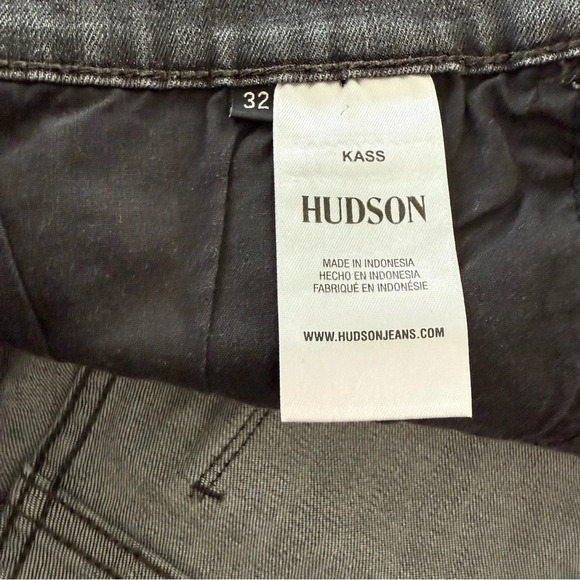 32
KASS
HUDSON
MADE IN INDONESIA
HECHO EN INDONESIA
FABRIQUÉ EN INDONÉSIE
WWW.HUDSONJEANS.COM